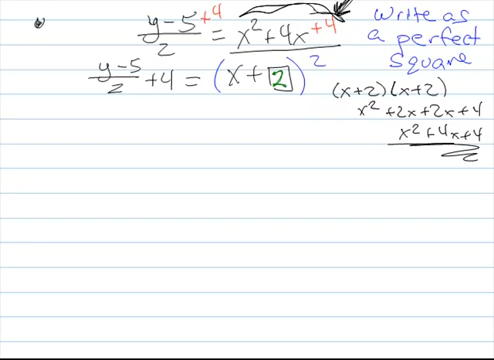 (y-5)/2 +4 = x² + 4x +4
(y-5)/2 + 4 = (x + 2)²
Write as
a perfect
square
(x+2)(x+2)
x² + 2x + 2x + 4
x² + 4x + 4